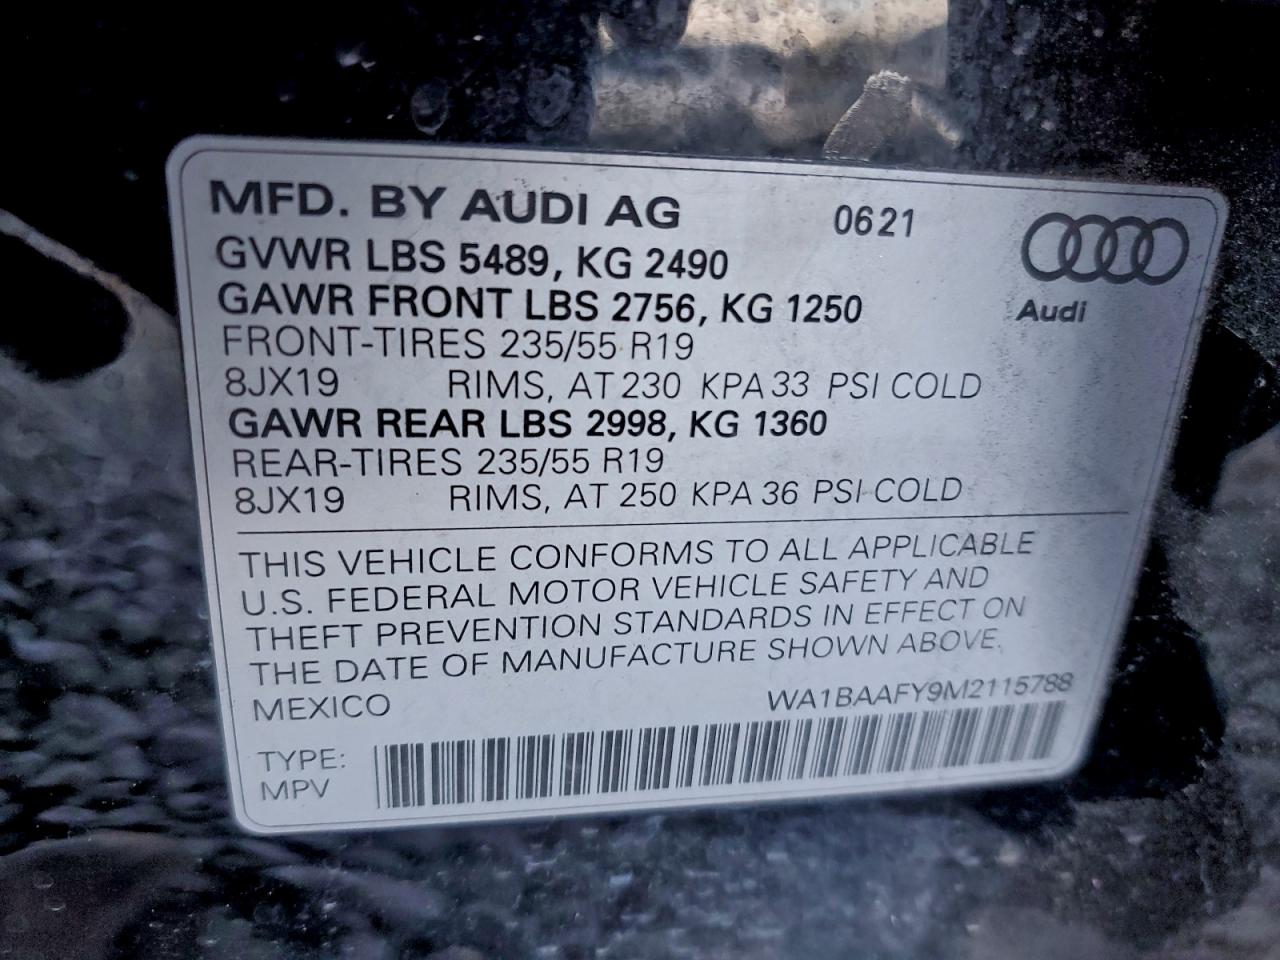 MFD. BY AUDI AG 0621
GVWR LBS 5489, KG 2490
GAWR FRONT LBS 2756, KG 1250
Audi
FRONT-TIRES 235/55 R19
8JX19 RIMS, AT 230 KPA 33 PSI COLD
GAWR REAR LBS 2998, KG 1360
REAR-TIRES 235/55 R19
8JX19 RIMS, AT 250 KPA 36 PSI COLD
THIS VEHICLE CONFORMS TO ALL APPLICABLE
U.S. FEDERAL MOTOR VEHICLE SAFETY AND
THEFT PREVENTION STANDARDS IN EFFECT ON
THE DATE OF MANUFACTURE SHOWN ABOVE.
MEXICO WA1BAAFY9M2115788
TYPE:
MPV